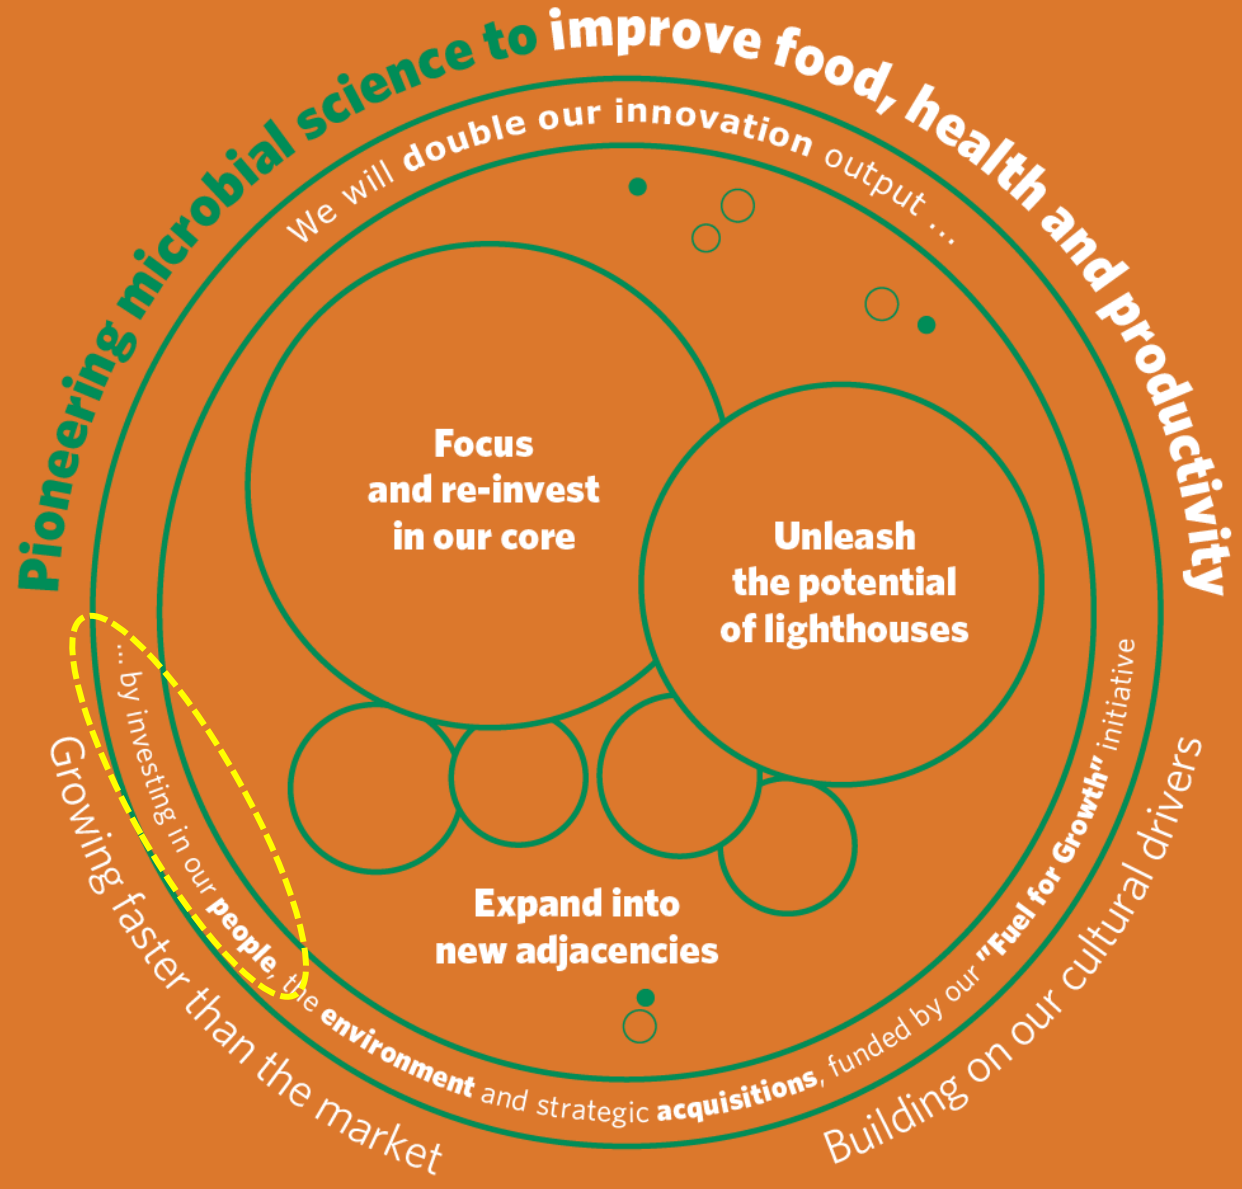 Pioneering microbial science to improve food, health and productivity
We will double our innovation output ...
Focus
and re-invest
in our core
Unleash
the potential
of lighthouses
Expand into
new adjacencies
... by investing in our people, the environment and strategic acquisitions, funded by our "Fuel for Growth" initiative
Growing faster than the market
Building on our cultural drivers